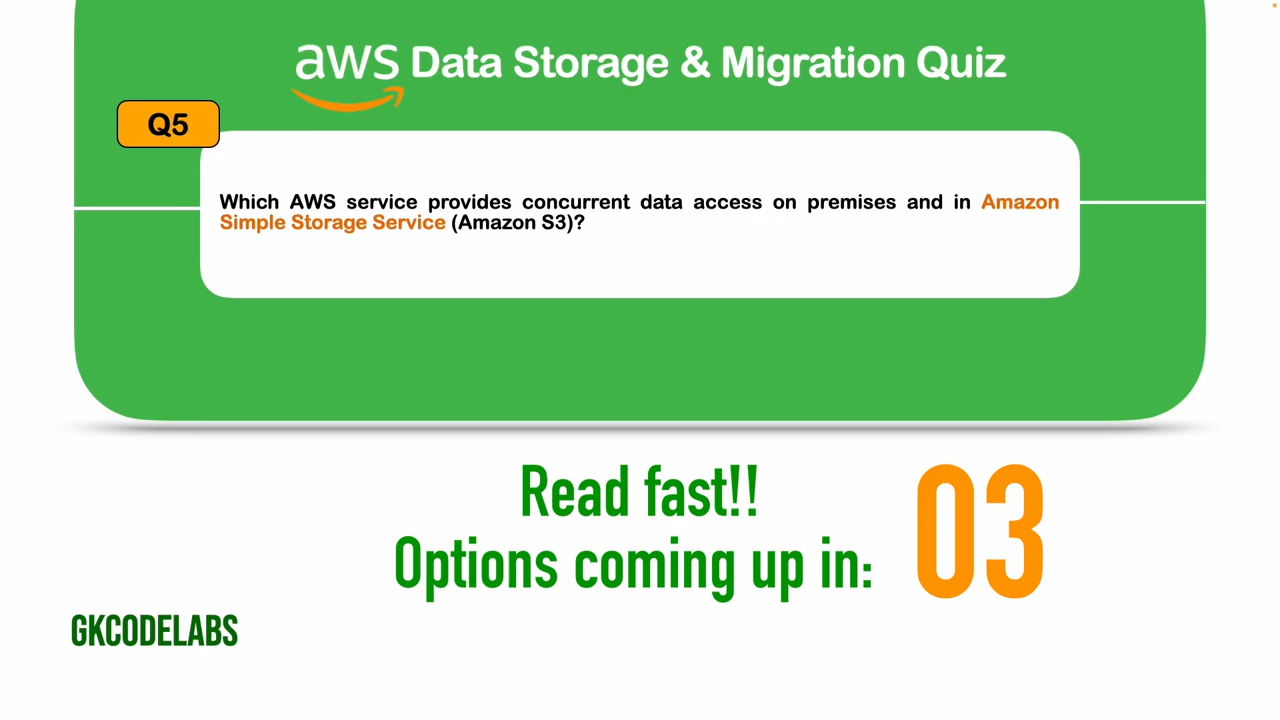 aws Data Storage & Migration Quiz
Q5
Which AWS service provides concurrent data access on premises and in Amazon
Simple Storage Service (Amazon S3)?
Read fast!!
Options coming up in:
03
GKCODELABS